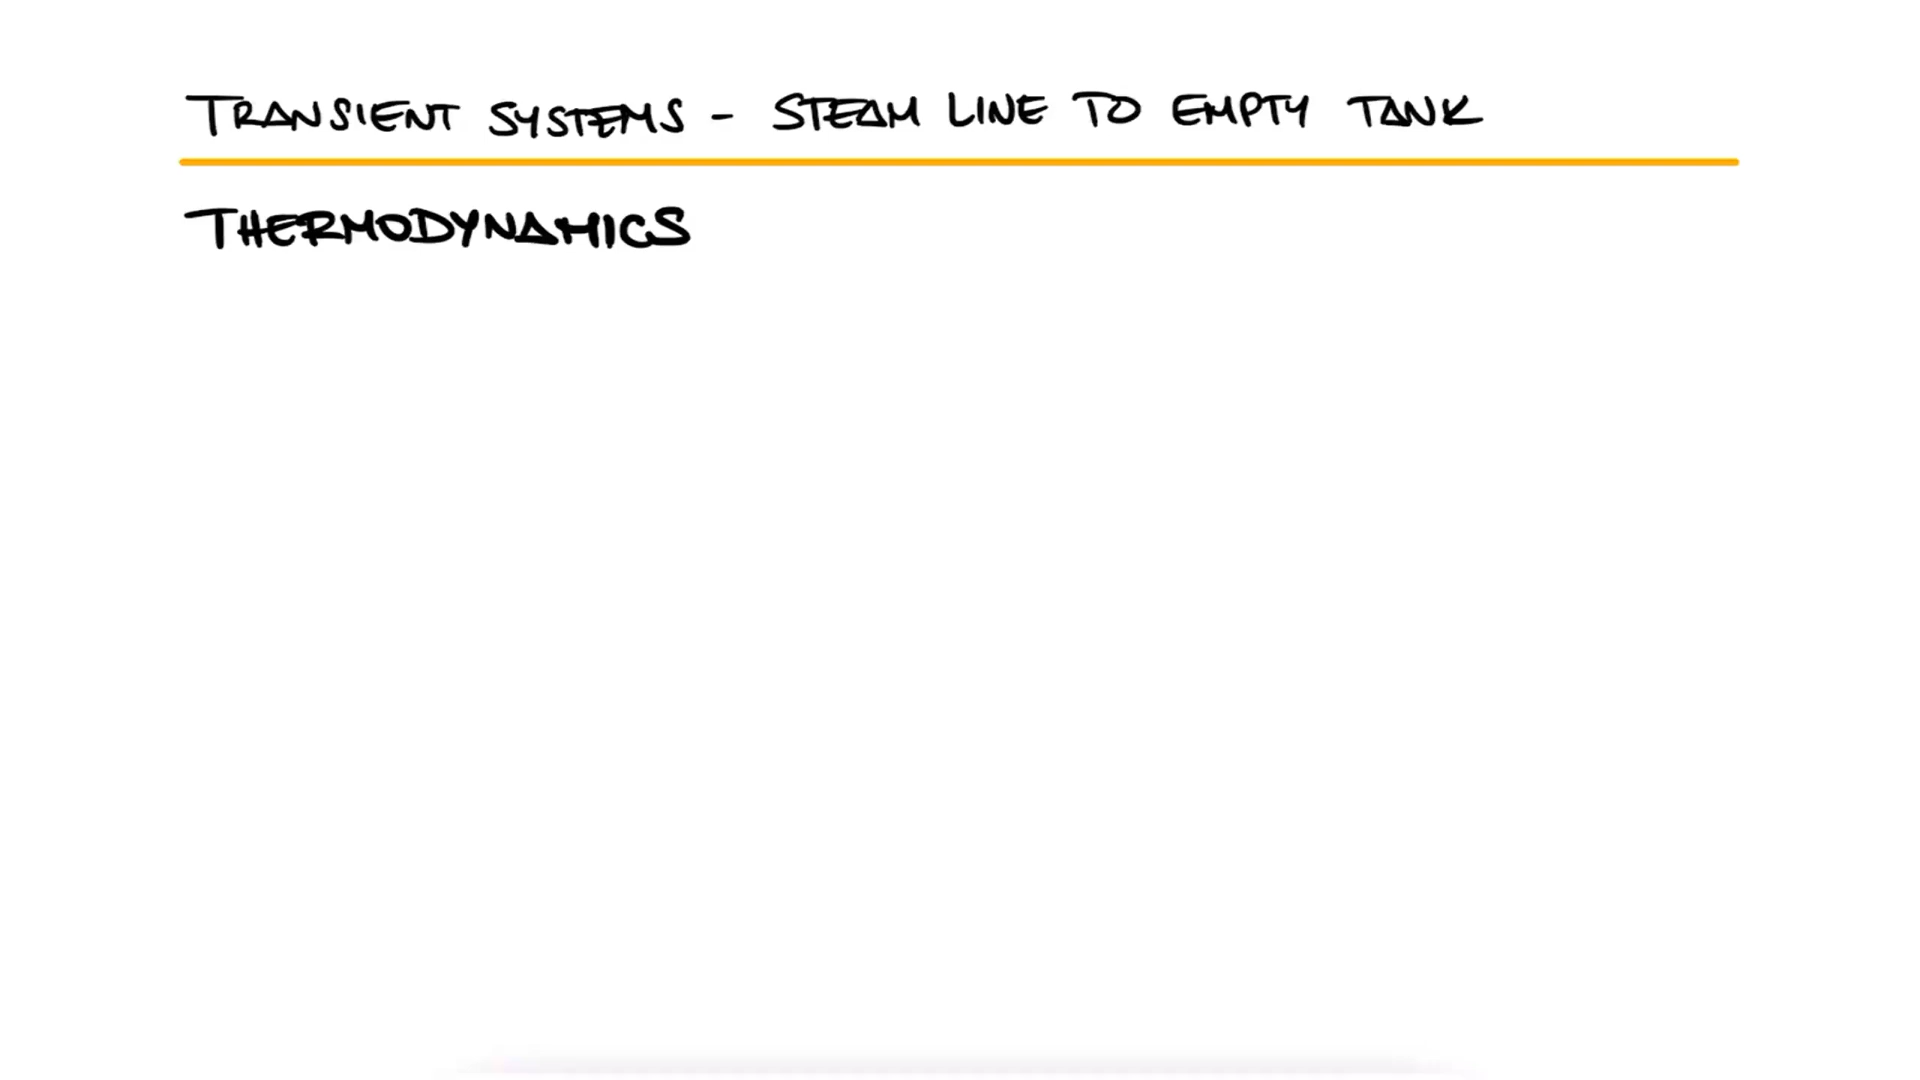 TRANSIENT SYSTEMS - STEAM LINE TO EMPTY TANK
THERMODYNAMICS